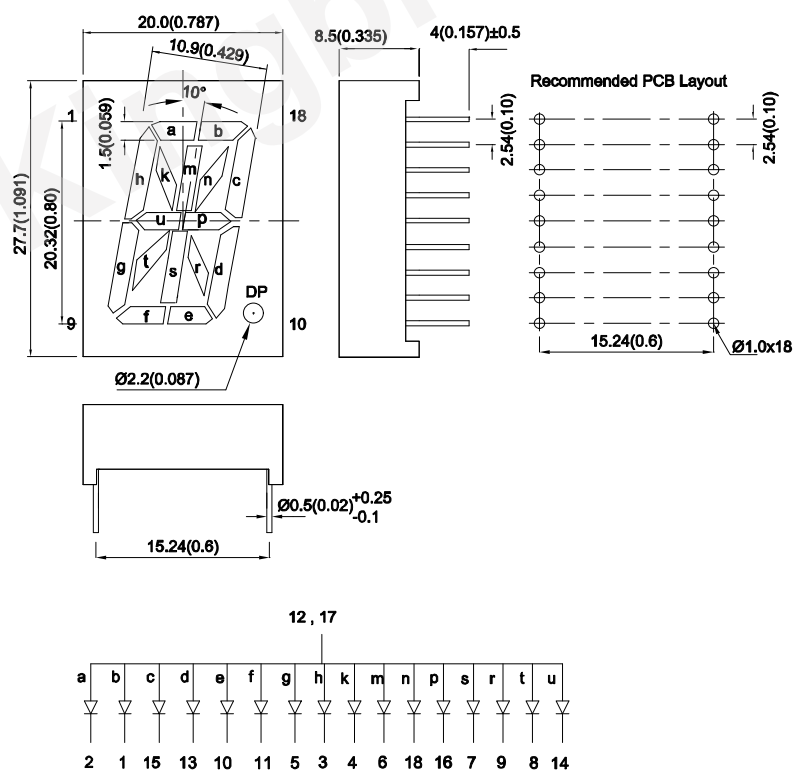 20.0(0.787)
8.5(0.335)
4(0.157)±0.5
10.9(0.429)
Recommended PCB Layout
10°
1
18
1.5(0.059)
2.54(0.10)
2.54(0.10)
a
b
m
k
n
h
c
27.7(1.091)
20.32(0.80)
u
p
g
t
s
r
d
DP
f
e
9
10
15.24(0.6)
Ø1.0x18
Ø2.2(0.087)
Ø0.5(0.02)+0.25
-0.1
15.24(0.6)
12 , 17
a b c d e f g h k m n p s r t u
2 1 15 13 10 11 5 3 4 6 18 16 7 9 8 14